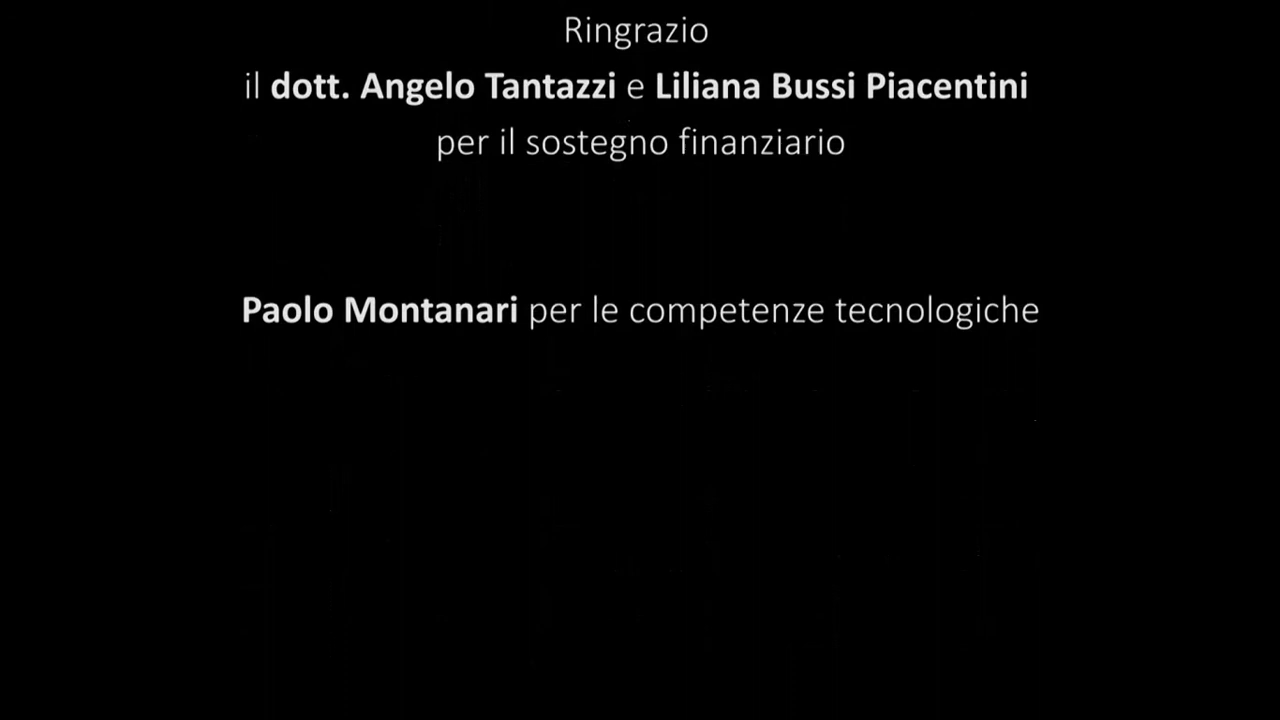 Ringrazio
il dott. Angelo Tantazzi e Liliana Bussi Piacentini
per il sostegno finanziario
Paolo Montanari per le competenze tecnologiche